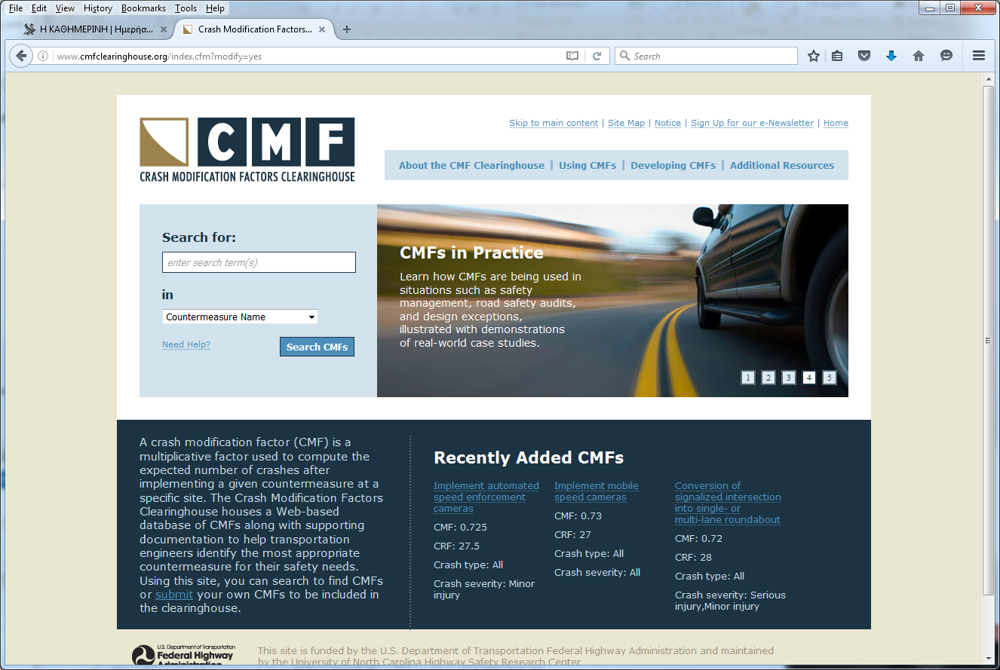 File Edit View History Bookmarks Tools Help
Η ΚΑΘΗΜΕΡΙΝΗ | Ημερήσ...
Crash Modification Factors...
www.cmfclearinghouse.org/index.cfm?modify=yes
Search
CMF
CRASH MODIFICATION FACTORS CLEARINGHOUSE
Skip to main content | Site Map | Notice | Sign Up for our e-Newsletter | Home
About the CMF Clearinghouse | Using CMFs | Developing CMFs | Additional Resources
Search for:
enter search term(s)
in
Countermeasure Name
Need Help?
Search CMFs
CMFs in Practice
Learn how CMFs are being used in
situations such as safety
management, road safety audits,
and design exceptions,
illustrated with demonstrations
of real-world case studies.
1 2 3 4 5
A crash modification factor (CMF) is a
multiplicative factor used to compute the
expected number of crashes after
implementing a given countermeasure at a
specific site. The Crash Modification Factors
Clearinghouse houses a Web-based
database of CMFs along with supporting
documentation to help transportation
engineers identify the most appropriate
countermeasure for their safety needs.
Using this site, you can search to find CMFs
or submit your own CMFs to be included in
the clearinghouse.
Recently Added CMFs
Implement automated
speed enforcement
cameras
CMF: 0.725
CRF: 27.5
Crash type: All
Crash severity: Minor
injury
Implement mobile
speed cameras
CMF: 0.73
CRF: 27
Crash type: All
Crash severity: All
Conversion of
signalized intersection
into single- or
multi-lane roundabout
CMF: 0.72
CRF: 28
Crash type: All
Crash severity: Serious
injury,Minor injury
U.S. Department of Transportation
Federal Highway
Administration
This site is funded by the U.S. Department of Transportation Federal Highway Administration and maintained
by the University of North Carolina Highway Safety Research Center